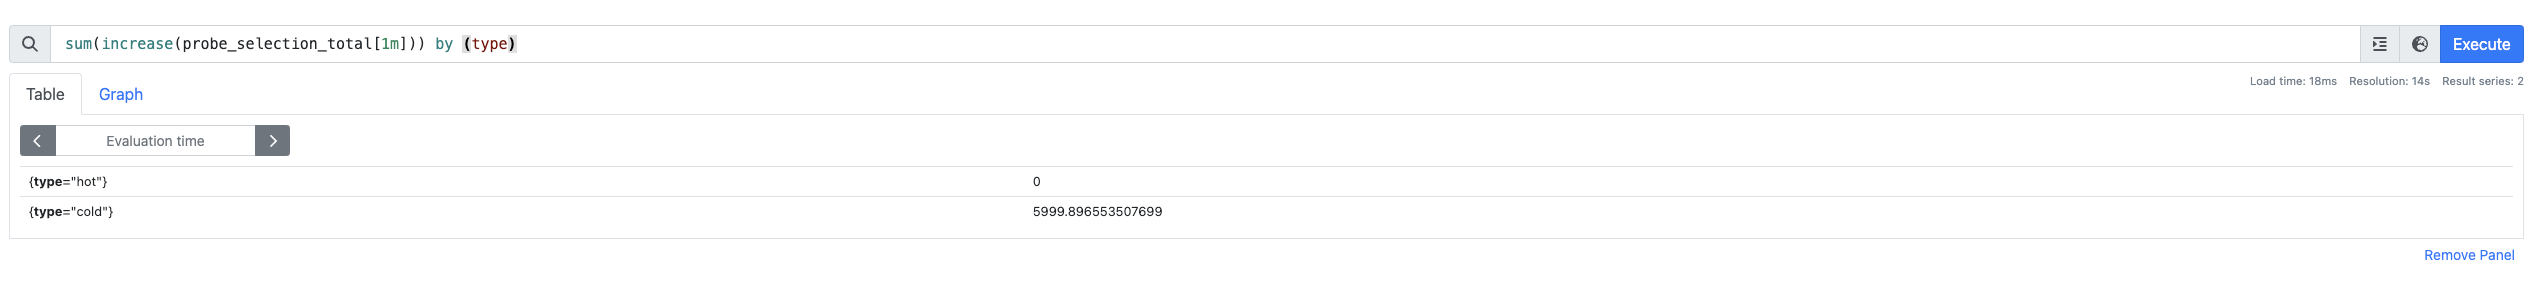 sum(increase(probe_selection_total[1m])) by (type)
Execute
Table
Graph
Load time: 18ms Resolution: 14s Result series: 2
Evaluation time
{type="hot"} 0
{type="cold"} 5999.896553507699
Remove Panel